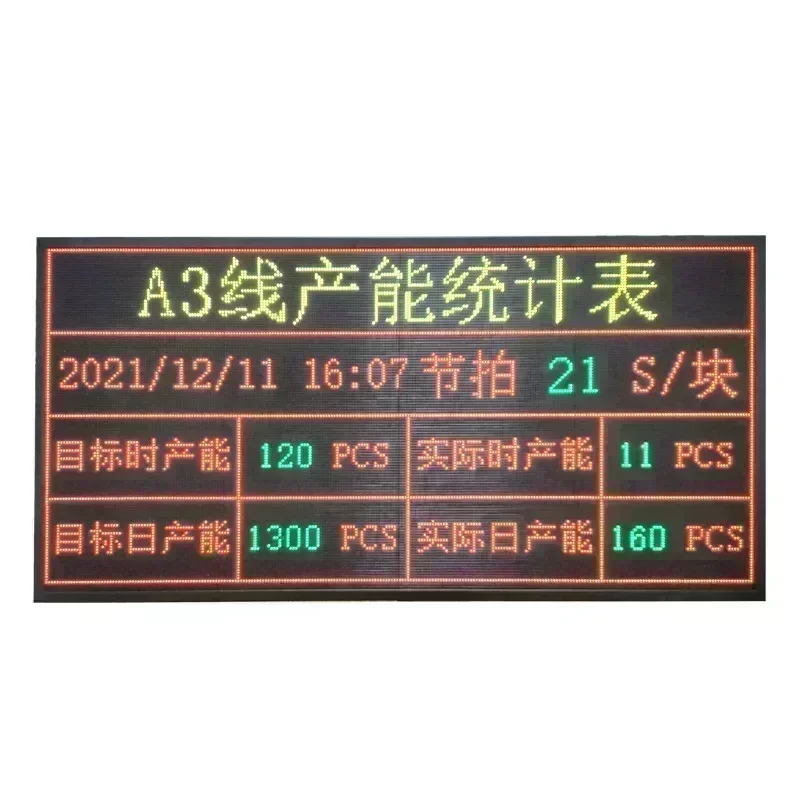 A3线产能统计表
2021/12/11 16:07 节拍 21 S/块
目标时产能 120 PCS 实际时产能 11 PCS
目标日产能 1300 PCS 实际日产能 160 PCS